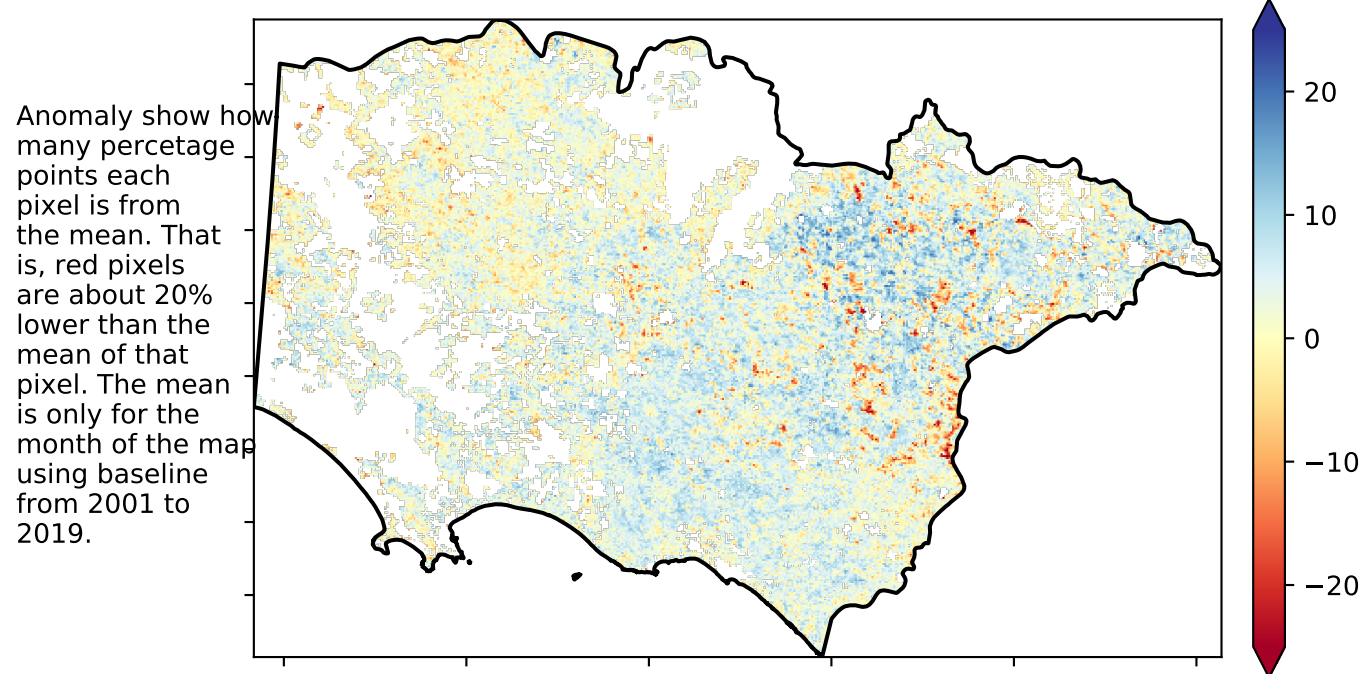 Anomaly show how
many percetage
points each
pixel is from
the mean. That
is, red pixels
are about 20%
lower than the
mean of that
pixel. The mean
is only for the
month of the map
using baseline
from 2001 to
2019.
20
10
0
−10
−20